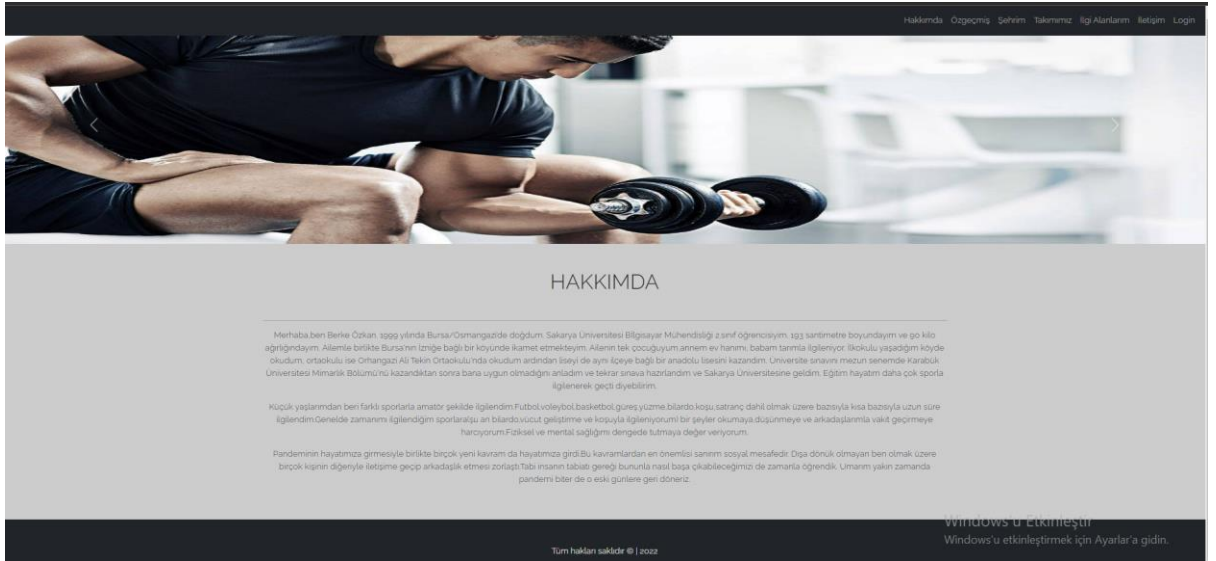 Hakkımda Özgeçmiş Şehrim Takımımız İlgi Alanlarım İletişim Login
HAKKIMDA
Merhaba,ben Berke Özkan. 1999 yılında Bursa/Osmangazi'de doğdum. Sakarya Üniversitesi Bilgisayar Mühendisliği 2.sınıf öğrencisiyim. 193 santimetre boyundayım ve 90 kilo
ağırlığındayım. Ailemle birlikte Bursa'nın İzniğe bağlı bir köyünde ikamet etmekteyim. Ailenin tek çocuğuyum,annem ev hanımı, babam tarımla ilgileniyor. İlkokulu yaşadığım köyde
okudum, ortaokulu ise Orhangazi Ali Tekin Ortaokulu'nda okudum ardından liseyi de aynı ilçeye bağlı bir anadolu lisesini kazandım. Üniversite sınavını mezun senemde Karabük
Üniversitesi Mimarlık Bölümü'nü kazandıktan sonra bana uygun olmadığını anladım ve tekrar sınava hazırlandım ve Sakarya Üniversitesine geldim. Eğitim hayatım daha çok sporla
ilgilenerek geçti diyebilirim.
Küçük yaşlarımdan beri farklı sporlarla amatör şekilde ilgilendim.Futbol,voleybol,basketbol,güreş,yüzme,bilardo,koşu,satranç dahil olmak üzere bazısıyla kısa bazısıyla uzun süre
ilgilendim.Genelde zamanımı ilgilendiğim sporlara(şu an bilardo,vücut geliştirme ve koşuyla ilgileniyorum) bir şeyler okumaya,düşünmeye ve arkadaşlarımla vakit geçirmeye
harcıyorum.Fiziksel ve mental sağlığımı dengede tutmaya değer veriyorum.
Pandeminin hayatımıza girmesiyle birlikte birçok yeni kavram da hayatımıza girdi.Bu kavramlardan en önemlisi sanırım sosyal mesafedir. Dışa dönük olmayan ben olmak üzere
birçok kişinin diğeriyle iletişime geçip arkadaşlık etmesi zorlaştı.Tabi insanın tabiatı gereği bununla nasıl başa çıkabileceğimizi de zamanla öğrendik. Umarım yakın zamanda
pandemi biter de o eski günlere geri döneriz.
Tüm hakları saklıdır © | 2022
Windows'u Etkinleştir
Windows'u etkinleştirmek için Ayarlar'a gidin.